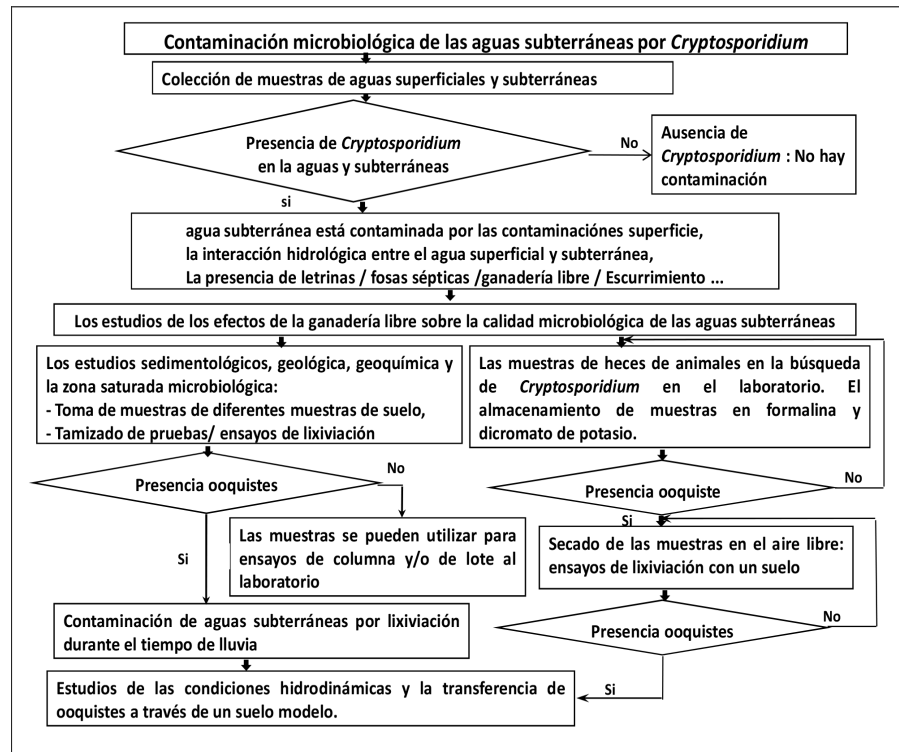 Contaminación microbiológica de las aguas subterráneas por Cryptosporidium
Colección de muestras de aguas superficiales y subterráneas
Presencia de Cryptosporidium
en la aguas y subterráneas
No
Ausencia de
Cryptosporidium : No hay
contaminación
si
agua subterránea está contaminada por las contaminaciónes superficie,
la interacción hidrológica entre el agua superficial y subterránea,
La presencia de letrinas / fosas sépticas /ganadería libre / Escurrimiento ...
Los estudios de los efectos de la ganadería libre sobre la calidad microbiológica de las aguas subterráneas
Los estudios sedimentológicos, geológica, geoquímica y
la zona saturada microbiológica:
- Toma de muestras de diferentes muestras de suelo,
- Tamizado de pruebas/ ensayos de lixiviación
Las muestras de heces de animales en la búsqueda
de Cryptosporidium en el laboratorio. El
almacenamiento de muestras en formalina y
dicromato de potasio.
Presencia ooquistes
No
Presencia ooquiste
No
Si
Las muestras se pueden utilizar para
ensayos de columna y/o de lote al
laboratorio
Si
Secado de las muestras en el aire libre:
ensayos de lixiviación con un suelo
Contaminación de aguas subterráneas por lixiviación
durante el tiempo de lluvia
Presencia ooquistes
No
Estudios de las condiciones hidrodinámicas y la transferencia de
ooquistes a través de un suelo modelo.
Si